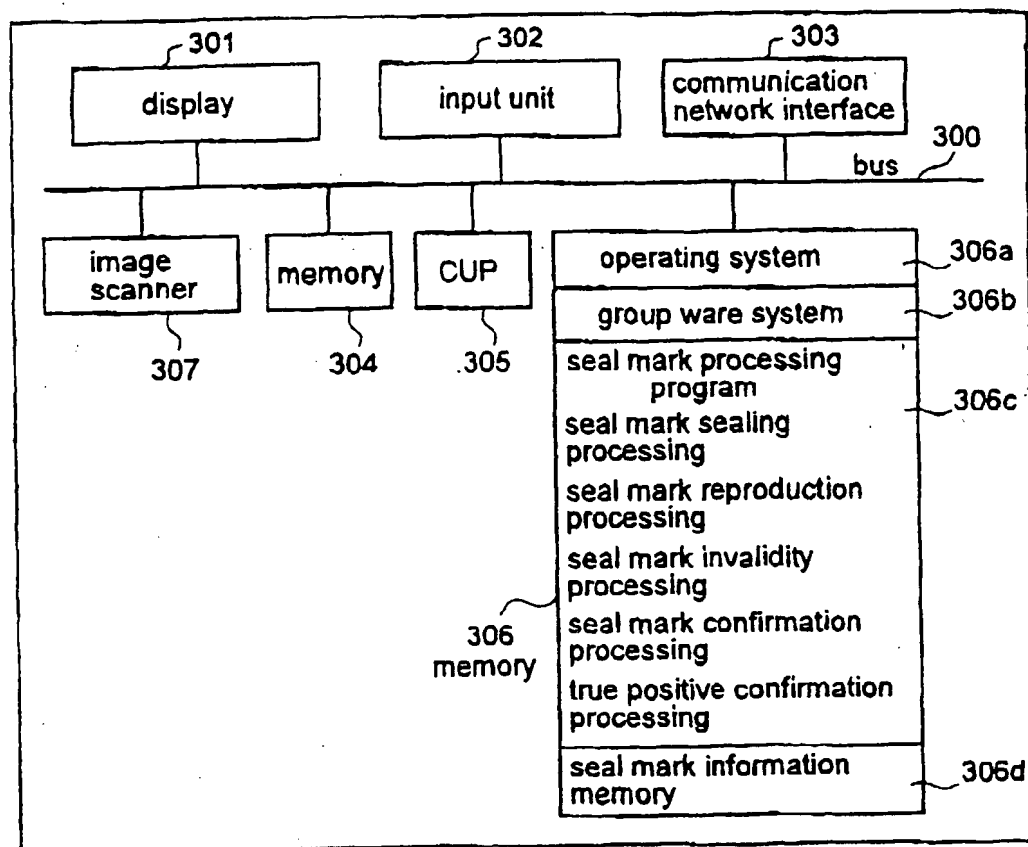 301
302
303
display
input unit
communication
network interface
bus
300
image
scanner
memory
CUP
operating system
306a
group ware system
306b
307
304
305
seal mark processing
program
306c
seal mark sealing
processing
seal mark reproduction
processing
seal mark invalidity
processing
306
memory
seal mark confirmation
processing
true positive confirmation
processing
seal mark information
memory
306d